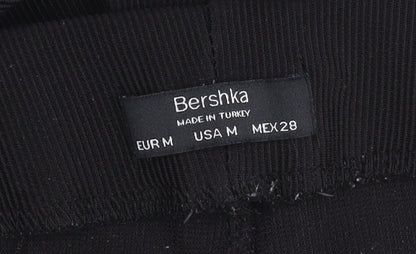 Bershka
MADE IN TURKEY
EUR M USA M MEX 28